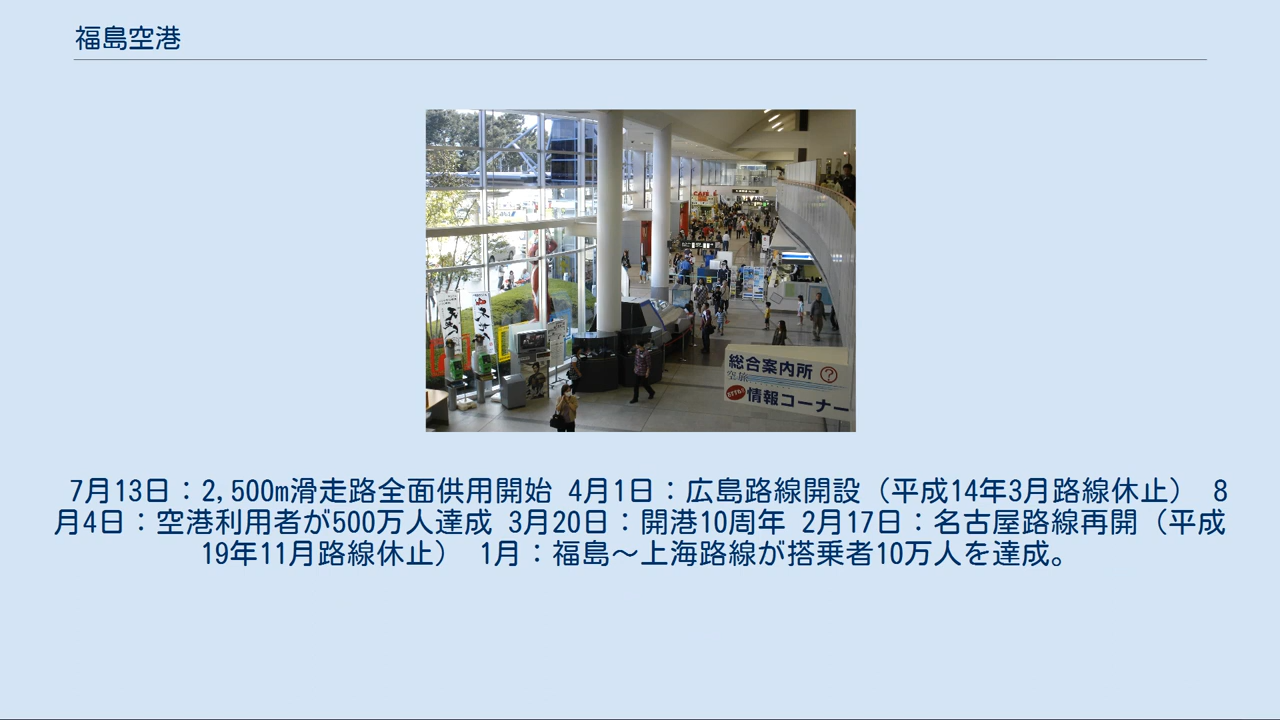 福島空港
CAFE
総合案内所 ?
空旅
情報コーナー
7月13日：2,500m滑走路全面供用開始 4月1日：広島路線開設（平成14年3月路線休止） 8
月4日：空港利用者が500万人達成 3月20日：開港10周年 2月17日：名古屋路線再開（平成
19年11月路線休止） 1月：福島～上海路線が搭乗者10万人を達成。